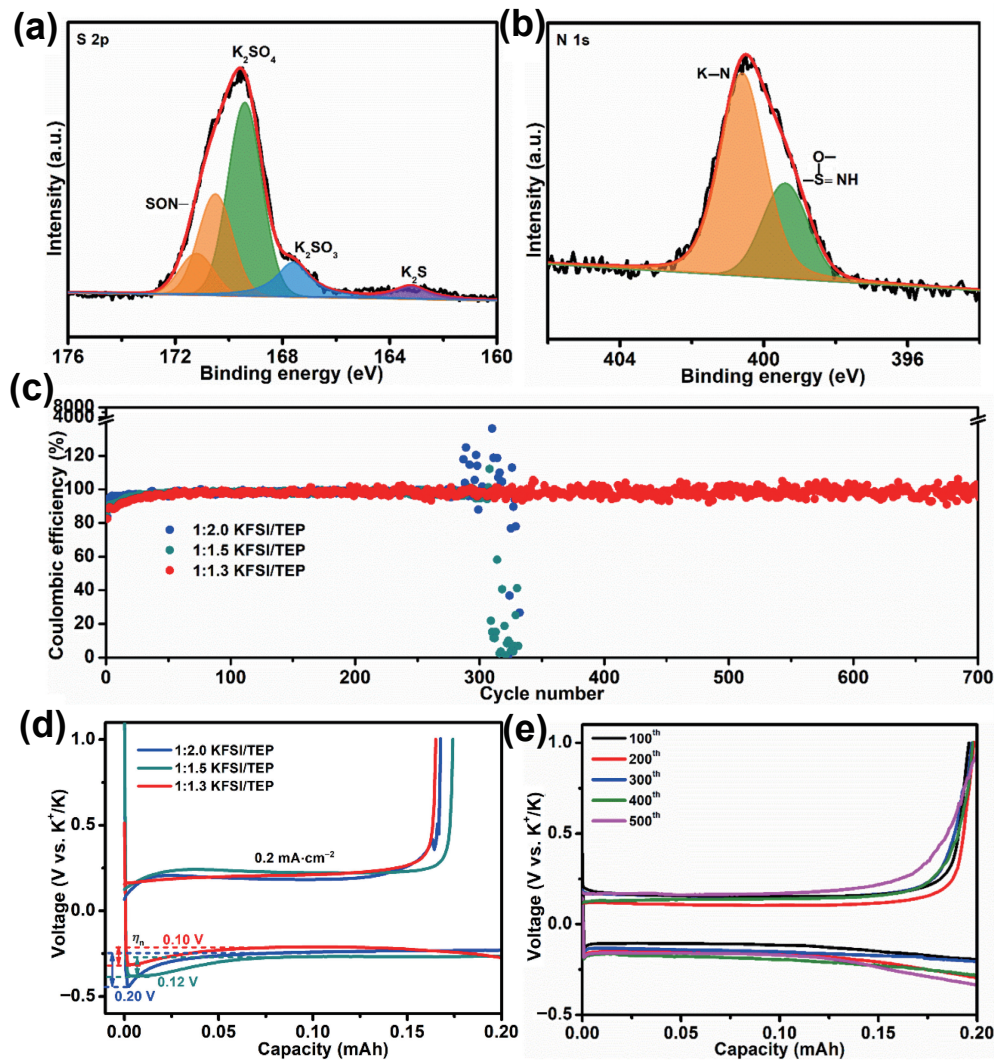 (a)
S 2p
K₂SO₄
SON—
K₂SO₃
K₂S
Intensity (a.u.)
176 172 168 164 160
Binding energy (eV)
(b)
N 1s
K—N
O—
—S=NH
Intensity (a.u.)
404 400 396
Binding energy (eV)
(c)
8000
4000
120
100
80
60
40
20
0
Coulombic efficiency (%)
1:2.0 KFSI/TEP
1:1.5 KFSI/TEP
1:1.3 KFSI/TEP
0 100 200 300 400 500 600 700
Cycle number
(d)
1:2.0 KFSI/TEP
1:1.5 KFSI/TEP
1:1.3 KFSI/TEP
0.2 mA·cm⁻²
ηₙ
0.10 V
0.12 V
0.20 V
1.0
0.5
0.0
−0.5
Voltage (V vs. K⁺/K)
0.00 0.05 0.10 0.15 0.20
Capacity (mAh)
(e)
100th
200th
300th
400th
500th
1.0
0.5
0.0
−0.5
Voltage (V vs. K⁺/K)
0.00 0.05 0.10 0.15 0.20
Capacity (mAh)